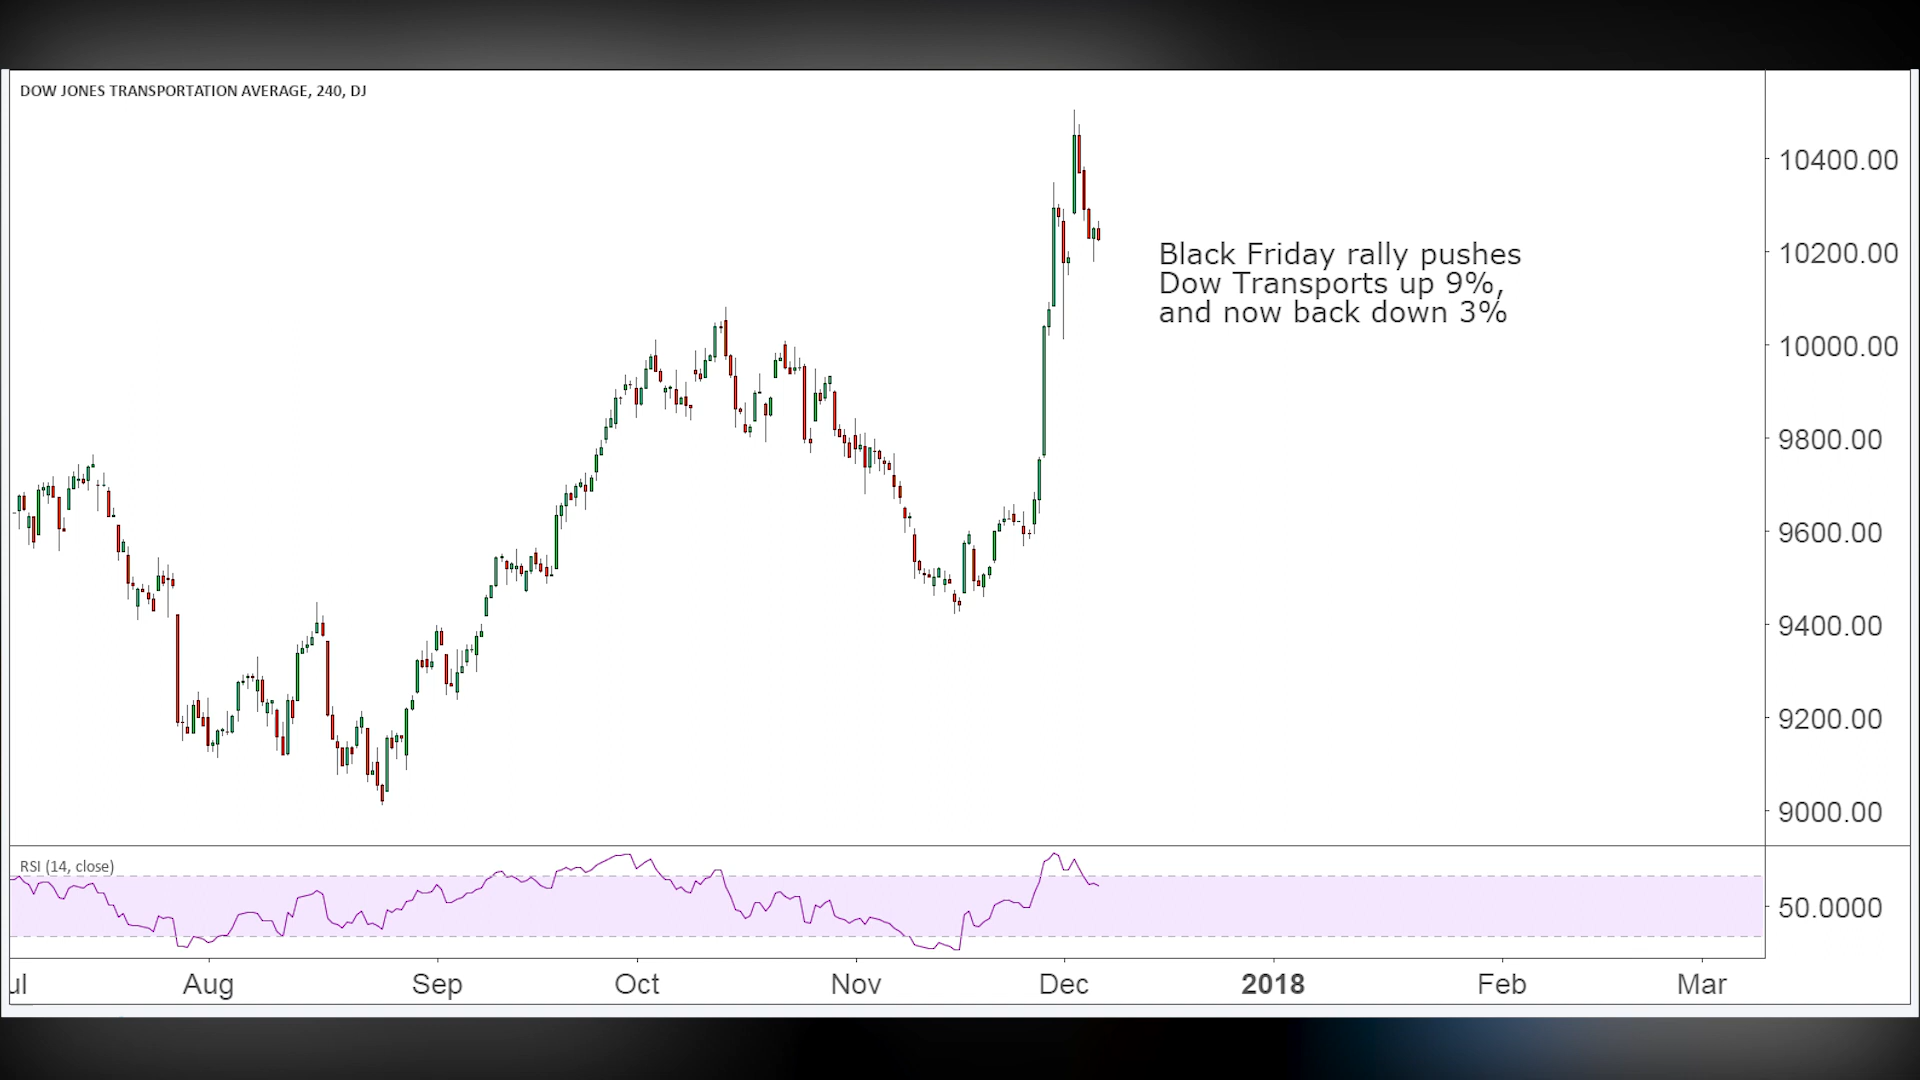 DOW JONES TRANSPORTATION AVERAGE, 240, DJ
10400.00
Black Friday rally pushes
Dow Transports up 9%,
and now back down 3%
10200.00
10000.00
9800.00
9600.00
9400.00
9200.00
9000.00
RSI (14, close)
50.0000
ul Aug Sep Oct Nov Dec 2018 Feb Mar